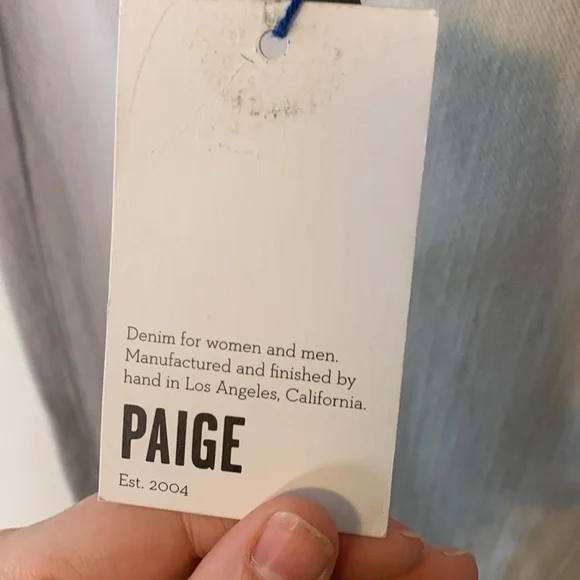 Denim for women and men.
Manufactured and finished by
hand in Los Angeles, California.
PAIGE
Est. 2004